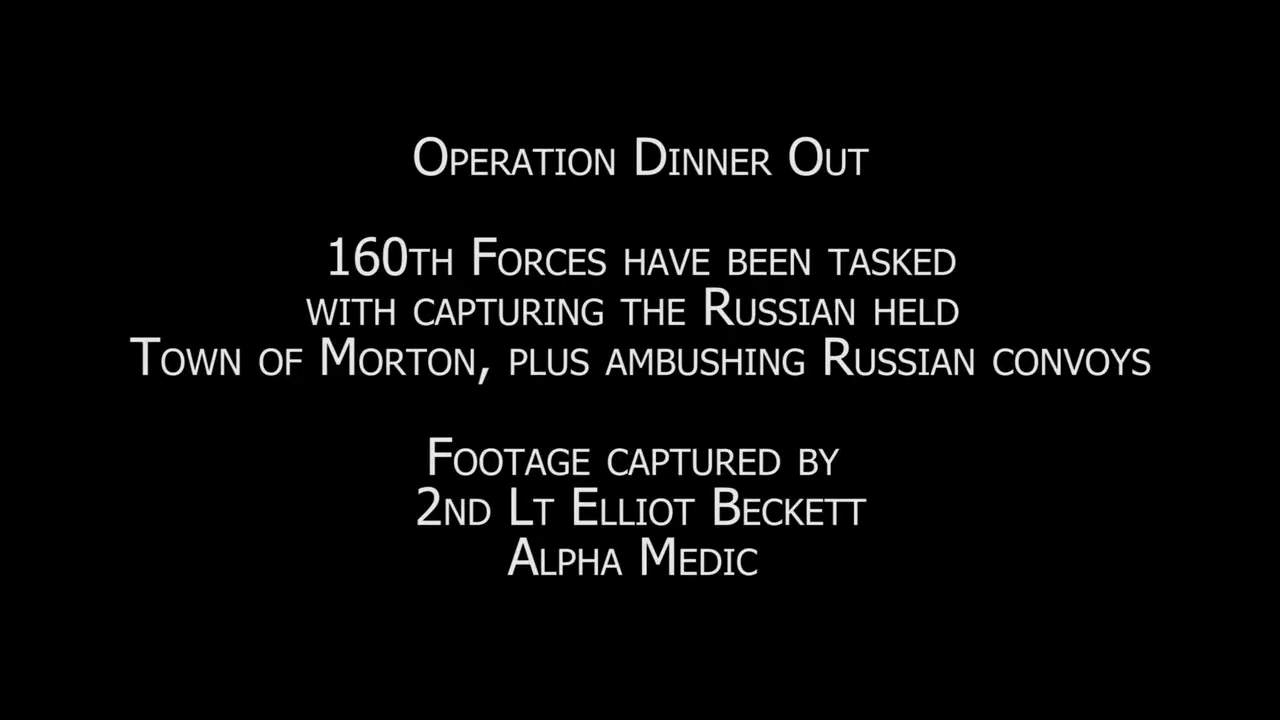 Operation Dinner Out
160th Forces have been tasked
with capturing the Russian held
Town of Morton, plus ambushing Russian convoys
Footage captured by
2nd Lt Elliot Beckett
Alpha Medic